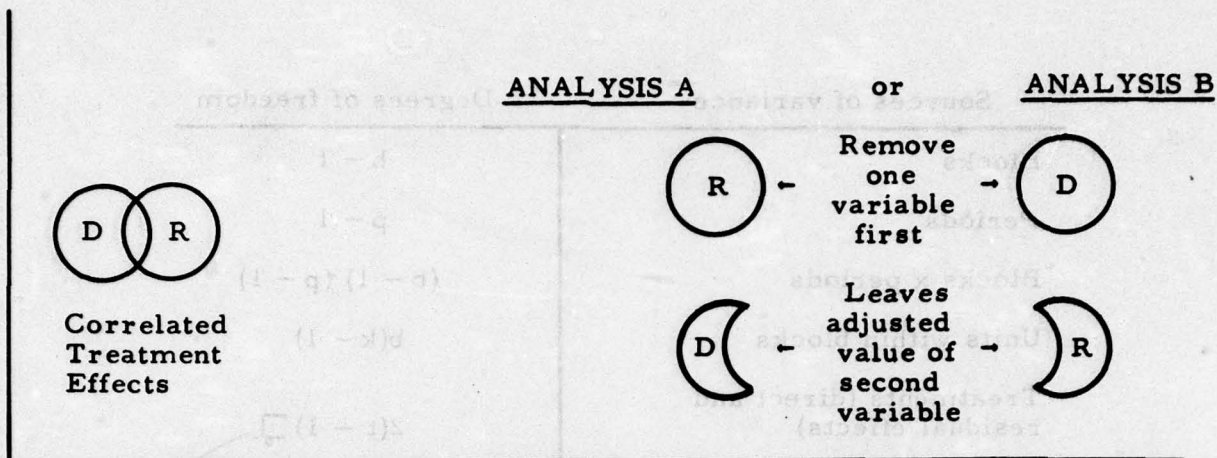 ANALYSIS A or ANALYSIS B
R ← Remove one variable first → D
D R
Correlated
Treatment
Effects
D ← Leaves adjusted value of second variable → R